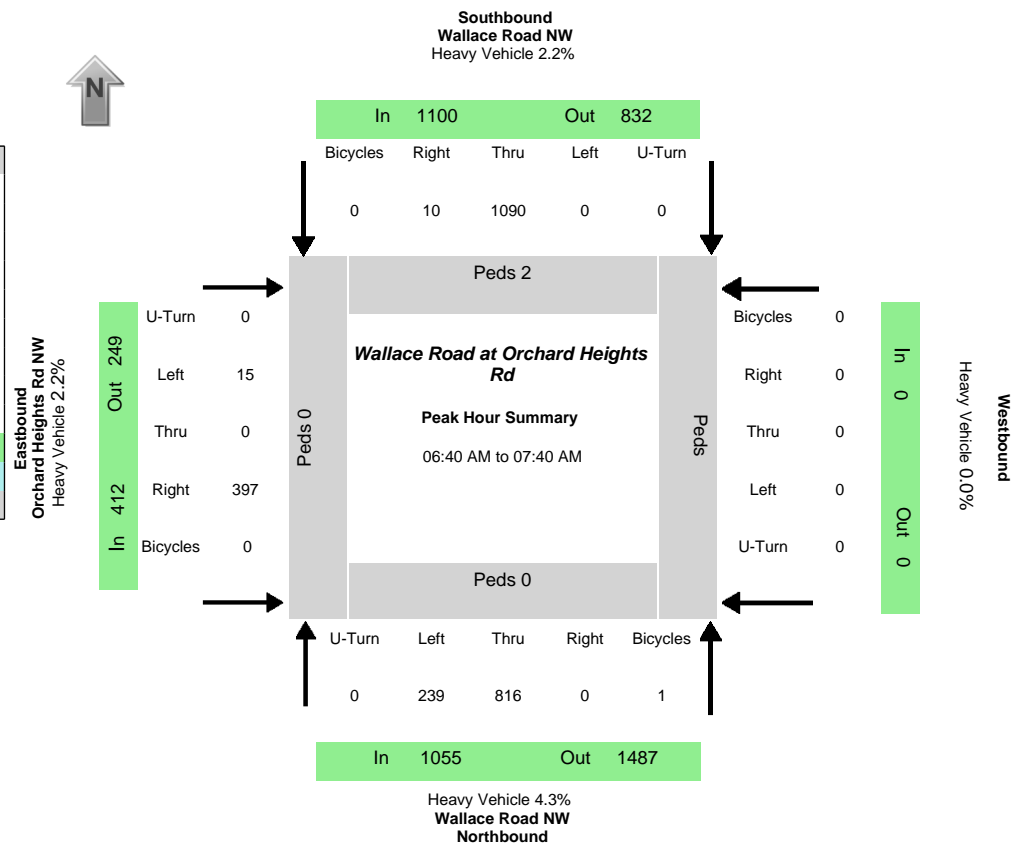 Southbound
Wallace Road NW
Heavy Vehicle 2.2%
N
In 1100 Out 832
Bicycles Right Thru Left U-Turn
0 10 1090 0 0
Peds 2
Eastbound
Orchard Heights Rd NW
Heavy Vehicle 2.2%
In 412 Out 249
U-Turn 0
Left 15
Thru 0
Right 397
Bicycles 0
Peds 0
Wallace Road at Orchard Heights
Rd
Peak Hour Summary
06:40 AM to 07:40 AM
Peds
Bicycles 0
Right 0
Thru 0
Left 0
U-Turn 0
In 0 Out 0
Westbound
Heavy Vehicle 0.0%
Peds 0
U-Turn Left Thru Right Bicycles
0 239 816 0 1
In 1055 Out 1487
Heavy Vehicle 4.3%
Wallace Road NW
Northbound